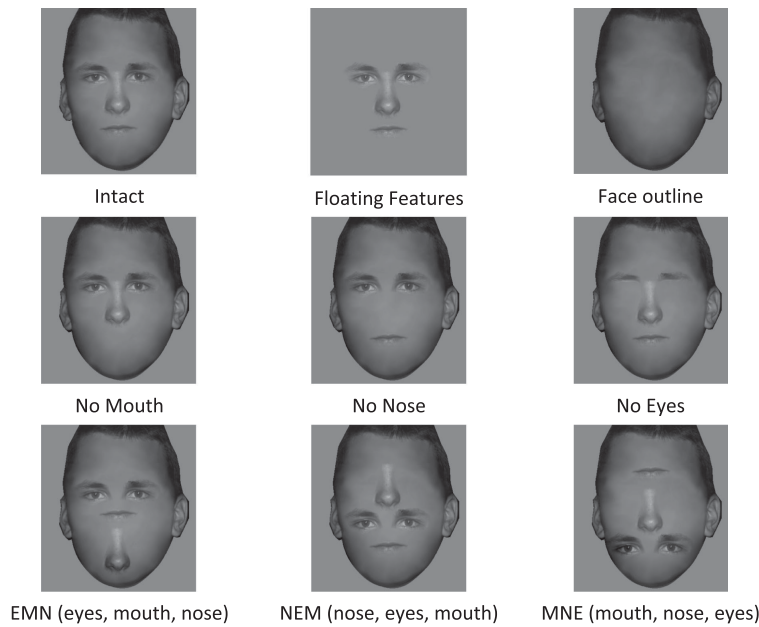 Intact
Floating Features
Face outline
No Mouth
No Nose
No Eyes
EMN (eyes, mouth, nose)
NEM (nose, eyes, mouth)
MNE (mouth, nose, eyes)